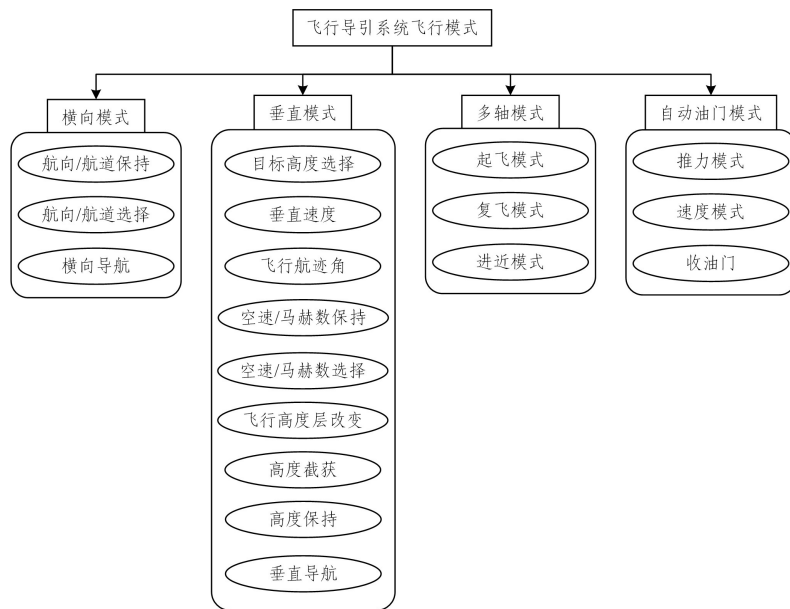 飞行导引系统飞行模式
横向模式
航向/航道保持
航向/航道选择
横向导航
垂直模式
目标高度选择
垂直速度
飞行航迹角
空速/马赫数保持
空速/马赫数选择
飞行高度层改变
高度截获
高度保持
垂直导航
多轴模式
起飞模式
复飞模式
进近模式
自动油门模式
推力模式
速度模式
收油门